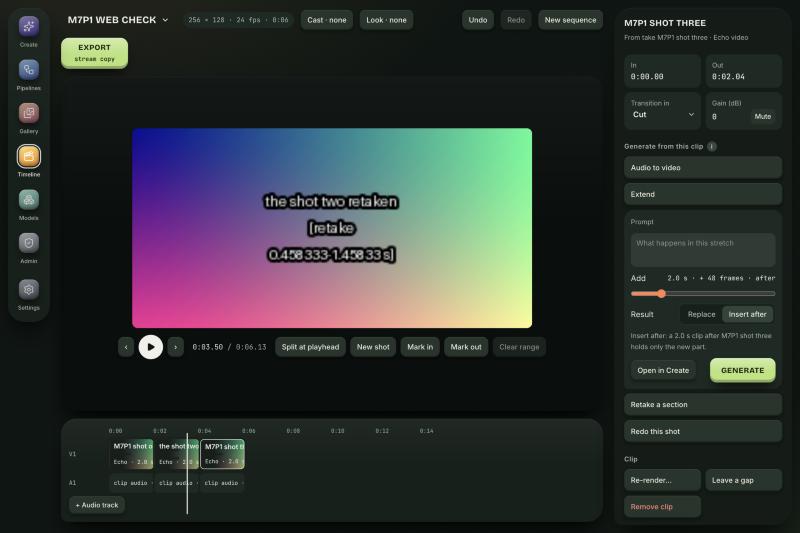 Create
Pipelines
Gallery
Timeline
Models
Admin
Settings
M7P1 WEB CHECK
256 × 128 · 24 fps · 0:06
Cast · none
Look · none
Undo
Redo
New sequence
EXPORT
stream copy
the shot two retaken
[retake
0.458333-1.458333 s]
0:03.50 / 0:06.13
Split at playhead
New shot
Mark in
Mark out
Clear range
0:00
0:02
0:04
0:06
0:08
0:10
0:12
0:14
V1
M7P1 shot o
the shot two
M7P1 shot t
Echo · 2.0 s
Echo · 2.0
Echo · 2.0 s
A1
clip audio ·
clip audio ·
clip audio ·
+ Audio track
M7P1 SHOT THREE
From take M7P1 shot three · Echo video
In
0:00.00
Out
0:02.04
Transition in
Cut
Gain (dB)
0
Mute
Generate from this clip
i
Audio to video
Extend
Prompt
What happens in this stretch
Add
2.0 s · + 48 frames · after
Result
Replace
Insert after
Insert after: a 2.0 s clip after M7P1 shot three
holds only the new part.
Open in Create
GENERATE
Retake a section
Redo this shot
Clip
Re-render...
Leave a gap
Remove clip